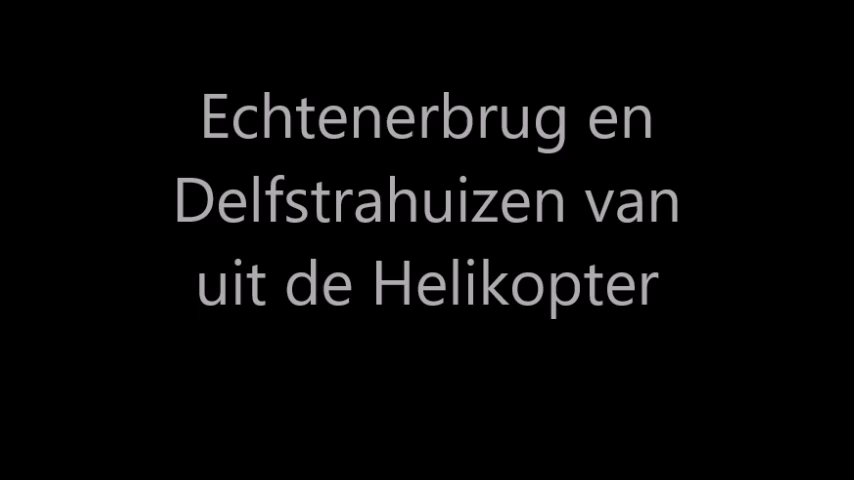 Echtenerbrug en
Delfstrahuizen van
uit de Helikopter